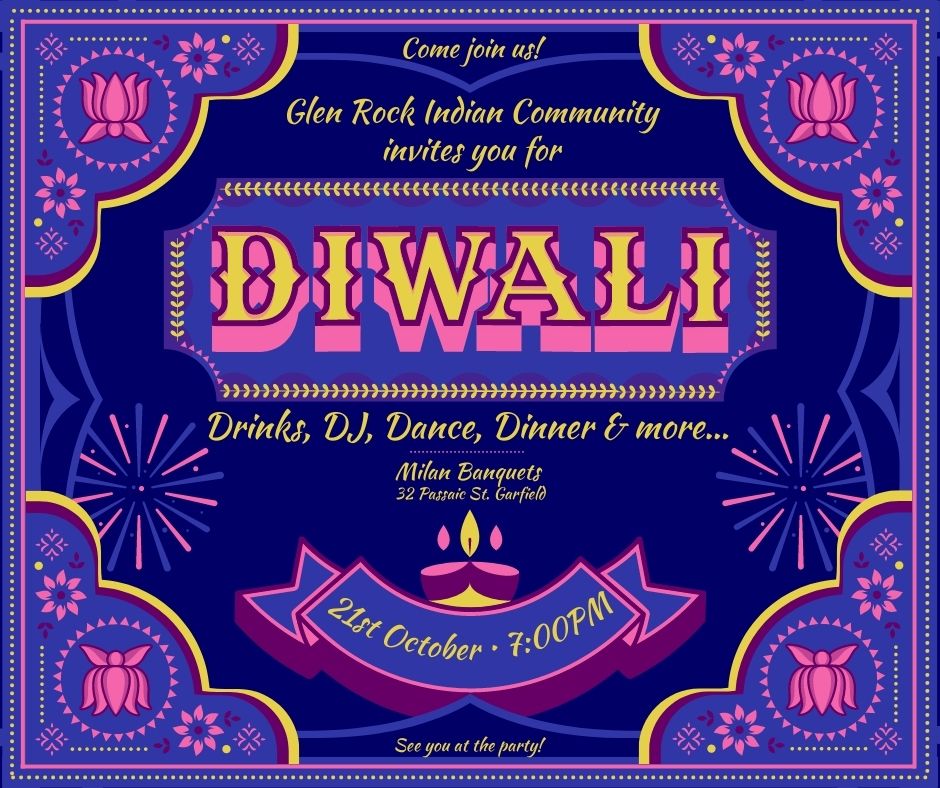 Come join us!
Glen Rock Indian Community
invites you for
DIWALI
Drinks, DJ, Dance, Dinner & more...
Milan Banquets
32 Passaic St. Garfield
21st October · 7:00PM
See you at the party!